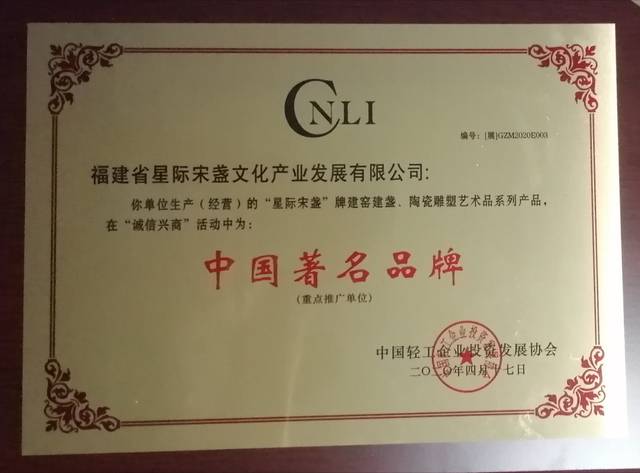 CNLI
编号：[展]GZM2020E003
福建省星际宋盏文化产业发展有限公司：
你单位生产（经营）的“星际宋盏”牌建窑建盏、陶瓷雕塑艺术品系列产品，
在“诚信兴商”活动中为：
中国著名品牌
（重点推广单位）
中国轻工企业投资发展协会
二〇二〇年四月十七日